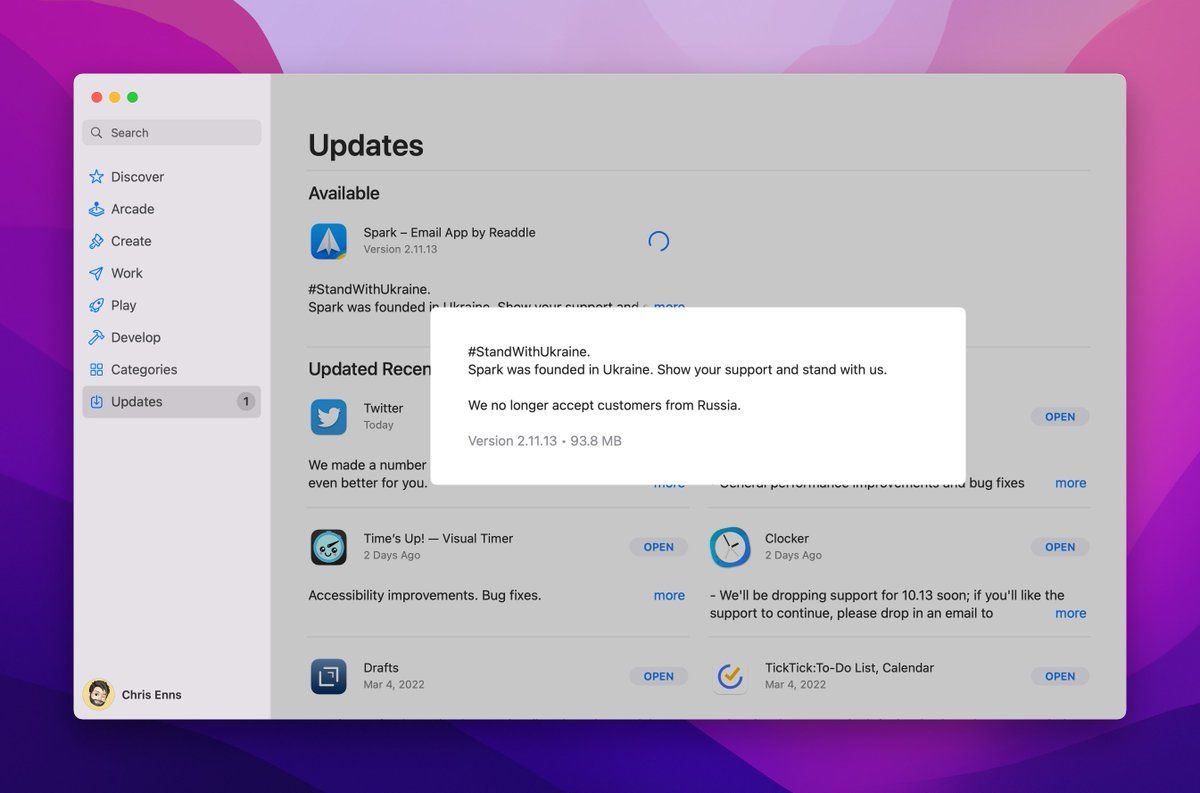 Search
Discover
Arcade
Create
Work
Play
Develop
Categories
Updates 1
Chris Enns
Updates
Available
Spark – Email App by Readdle
Version 2.11.13
#StandWithUkraine.
Spark was founded in Ukraine. Show your support and more
#StandWithUkraine.
Spark was founded in Ukraine. Show your support and stand with us.
We no longer accept customers from Russia.
Version 2.11.13 • 93.8 MB
Updated Recen
Twitter
Today
OPEN
We made a number
even better for you. more
- General performance improvements and bug fixes more
Time's Up! — Visual Timer
2 Days Ago
OPEN
Accessibility improvements. Bug fixes. more
Clocker
2 Days Ago
OPEN
- We'll be dropping support for 10.13 soon; if you'll like the
support to continue, please drop in an email to more
Drafts
Mar 4, 2022
OPEN
TickTick:To-Do List, Calendar
Mar 4, 2022
OPEN